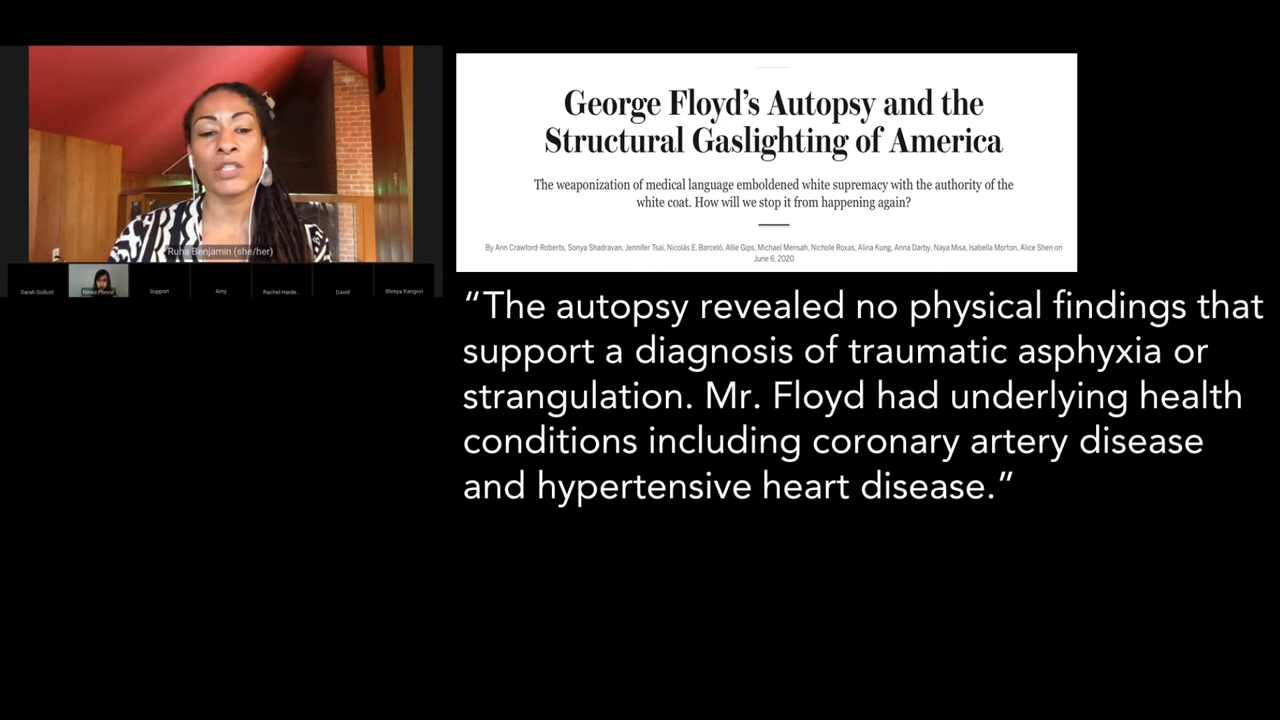 Ruha Benjamin (she/her)
Sarah Gollust
Ninez Ponce
Support
Amy
Rachel Harde...
David
Shreya Kangovi
George Floyd’s Autopsy and the
Structural Gaslighting of America
The weaponization of medical language emboldened white supremacy with the authority of the
white coat. How will we stop it from happening again?
By Ann Crawford-Roberts, Sonya Shadravan, Jennifer Tsai, Nicolás E. Barceló, Allie Gips, Michael Mensah, Nichole Roxas, Alina Kung, Anna Darby, Naya Misa, Isabella Morton, Alice Shen on
June 6, 2020
“The autopsy revealed no physical findings that
support a diagnosis of traumatic asphyxia or
strangulation. Mr. Floyd had underlying health
conditions including coronary artery disease
and hypertensive heart disease.”